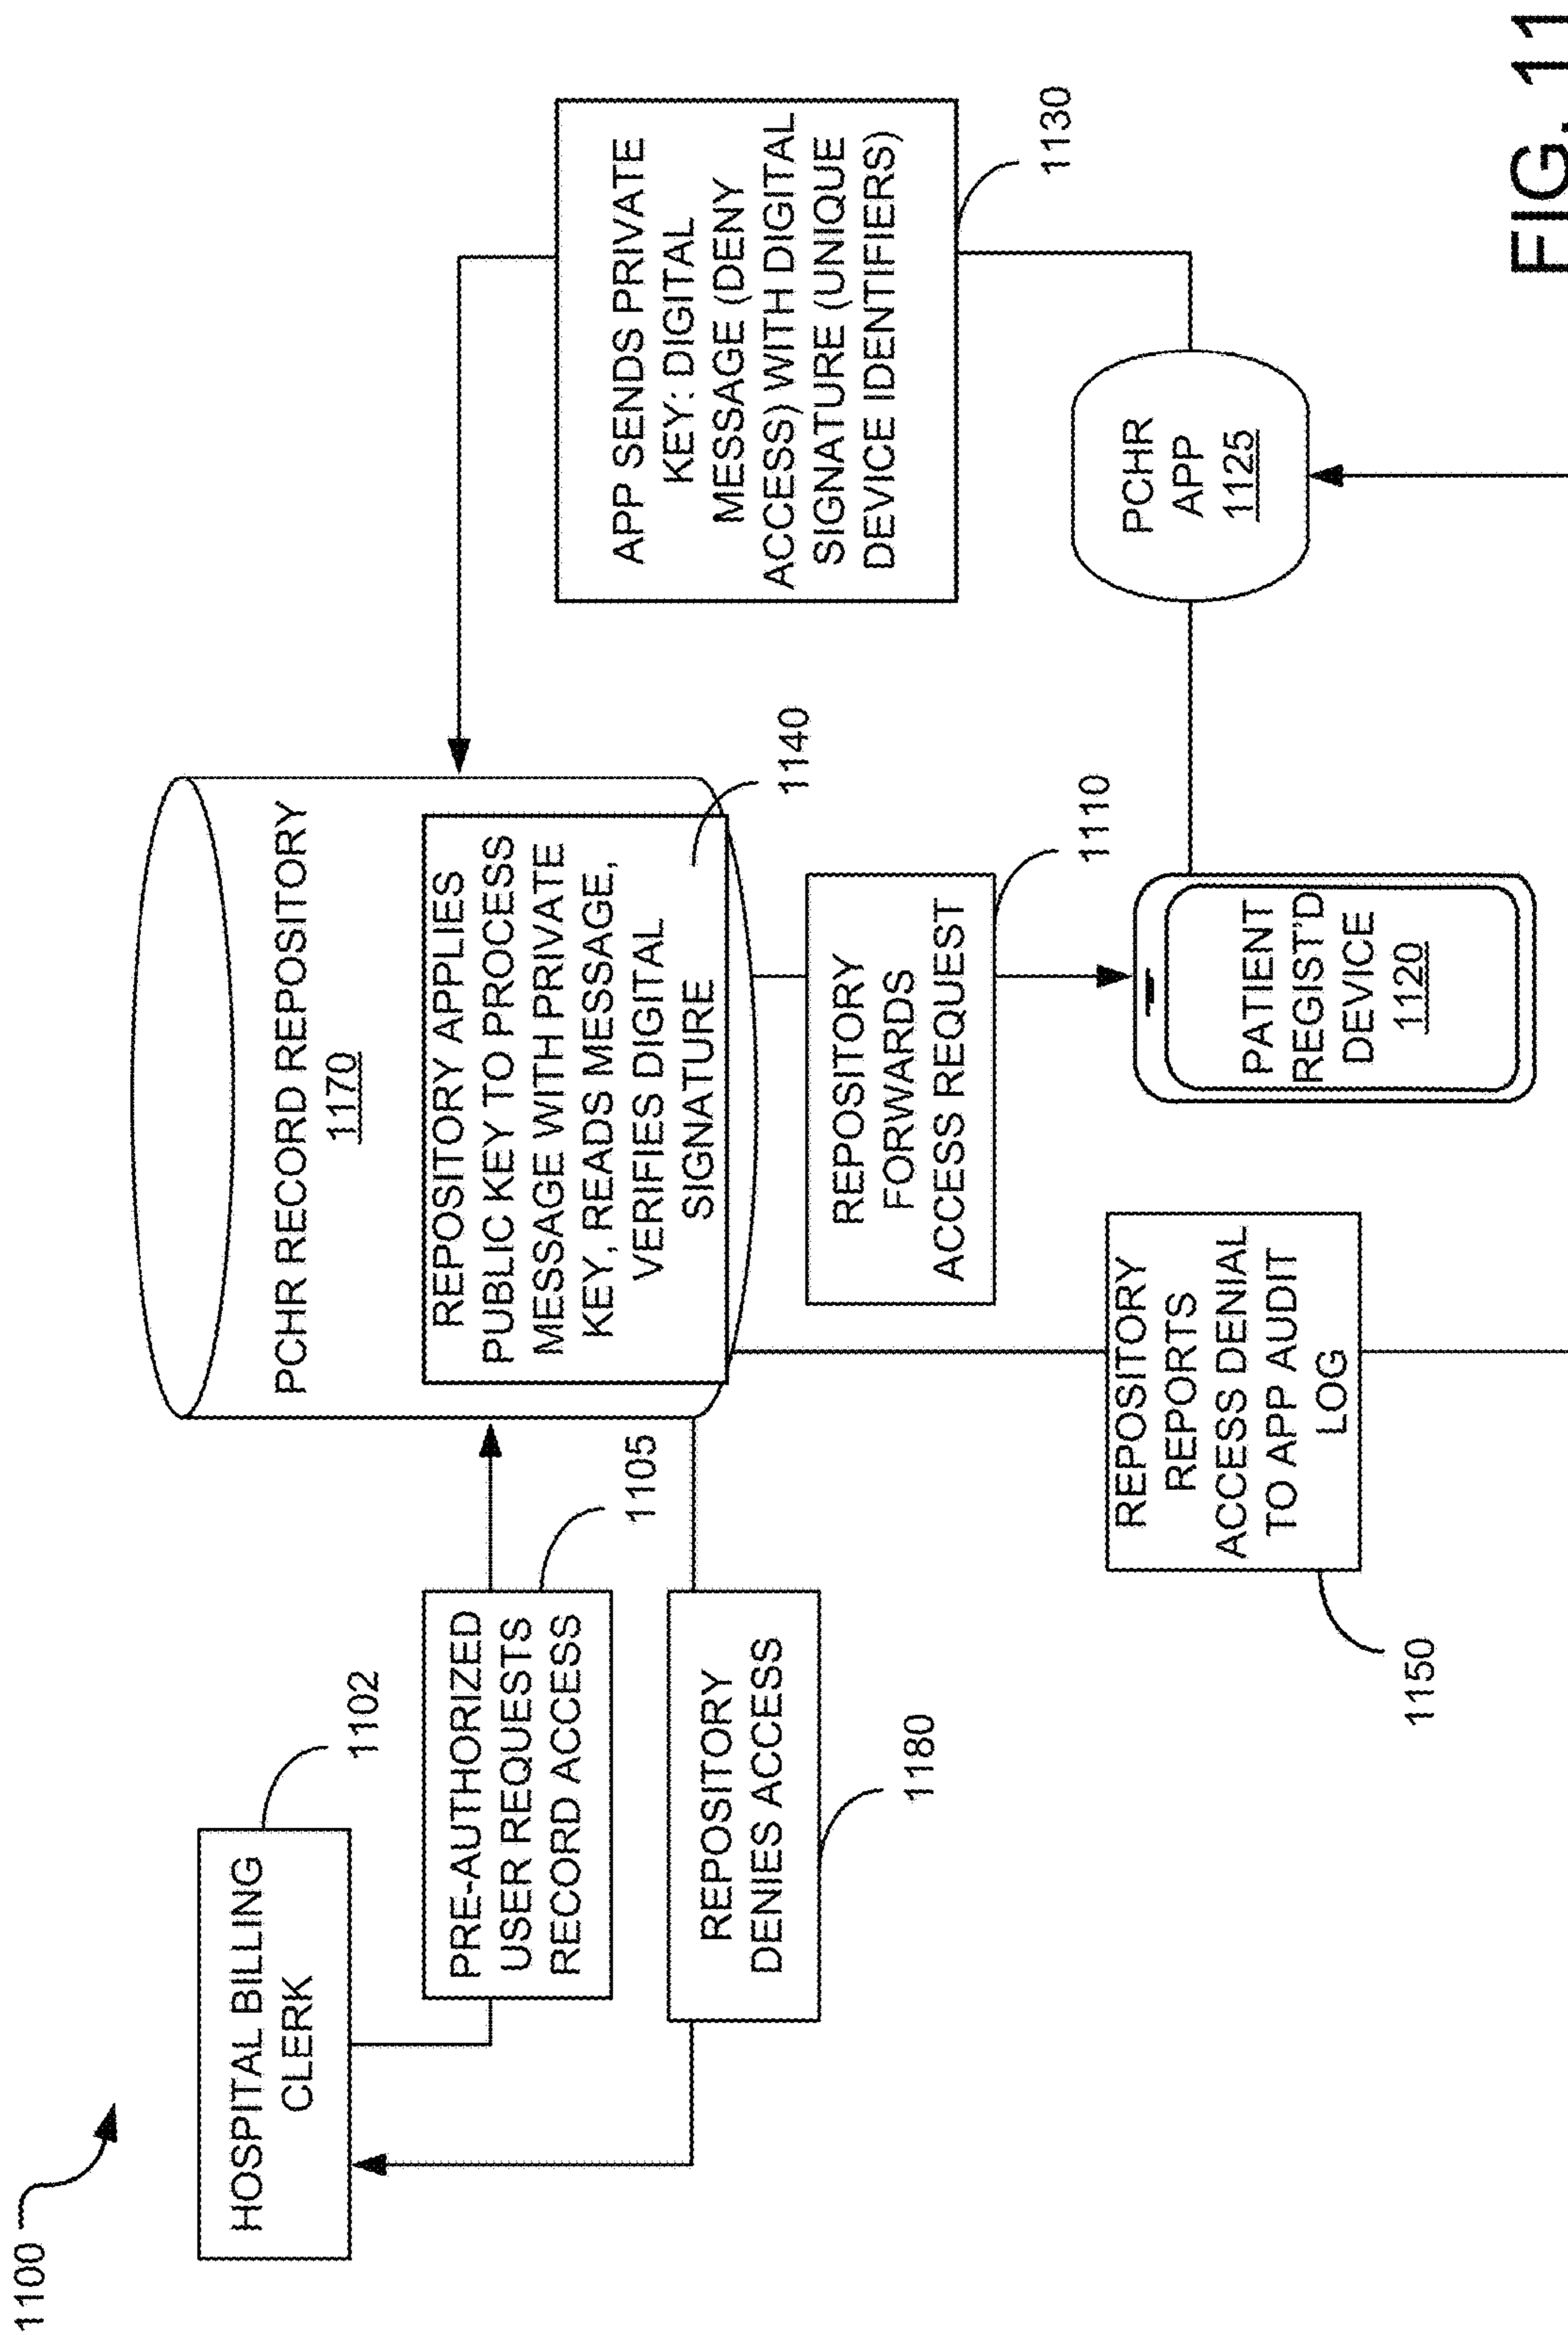 1100
HOSPITAL BILLING
CLERK
1102
PRE-AUTHORIZED
USER REQUESTS
RECORD ACCESS
1105
REPOSITORY
DENIES ACCESS
1180
PCHR RECORD REPOSITORY
1170
REPOSITORY APPLIES
PUBLIC KEY TO PROCESS
MESSAGE WITH PRIVATE
KEY, READS MESSAGE,
VERIFIES DIGITAL
SIGNATURE
1140
REPOSITORY
FORWARDS
ACCESS REQUEST
1110
REPOSITORY
REPORTS
ACCESS DENIAL
TO APP AUDIT
LOG
1150
PATIENT
REGIST'D
DEVICE
1120
APP SENDS PRIVATE
KEY: DIGITAL
MESSAGE (DENY
ACCESS) WITH DIGITAL
SIGNATURE (UNIQUE
DEVICE IDENTIFIERS)
1130
PCHR
APP
1125
FIG. 11